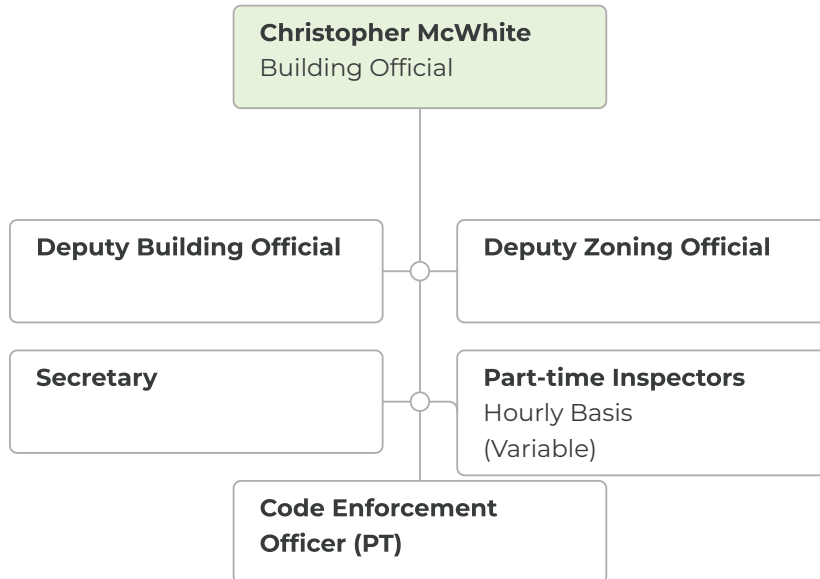 Christopher McWhite
Building Official
Deputy Building Official
Deputy Zoning Official
Secretary
Part-time Inspectors
Hourly Basis
(Variable)
Code Enforcement
Officer (PT)